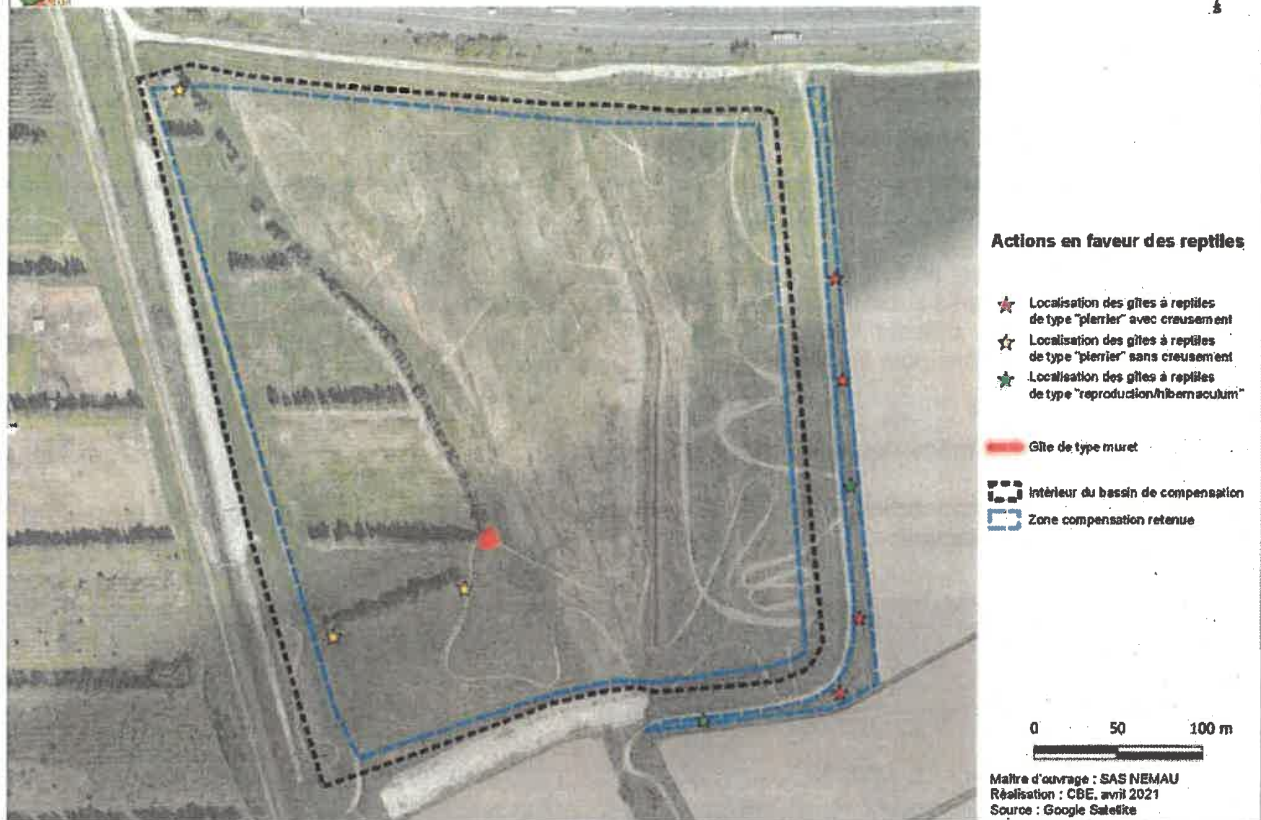 Actions en faveur des reptiles
Localisation des gîtes à reptiles
de type "pierrier" avec creusement
Localisation des gîtes à reptiles
de type "pierrier" sans creusement
Localisation des gîtes à reptiles
de type "reproduction/hibernaculum"
Gîte de type muret
Intérieur du bassin de compensation
Zone compensation retenue
0 50 100 m
Maître d'ouvrage : SAS NEMAU
Réalisation : CBE, avril 2021
Source : Google Satellite